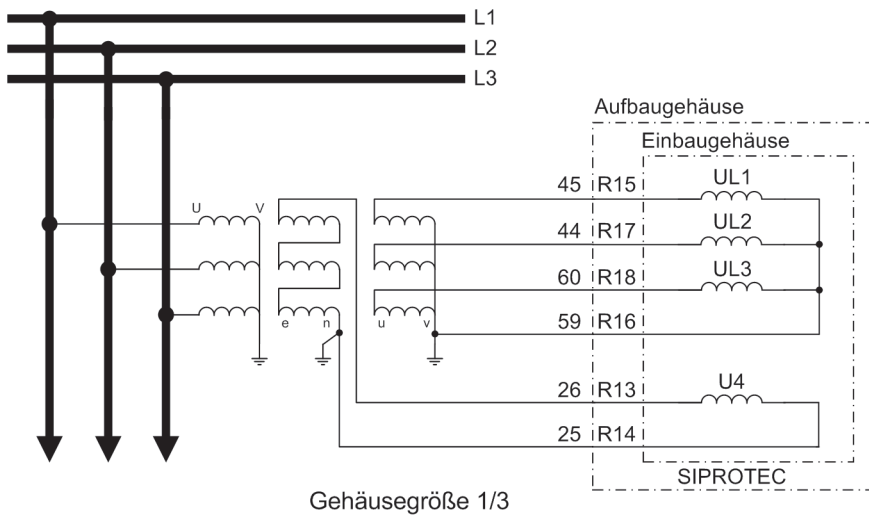 L1
L2
L3
Aufbaugehäuse
Einbaugehäuse
45 R15 UL1
U V
44 R17 UL2
60 R18 UL3
e n u v
59 R16
26 R13 U4
25 R14
SIPROTEC
Gehäusegröße 1/3